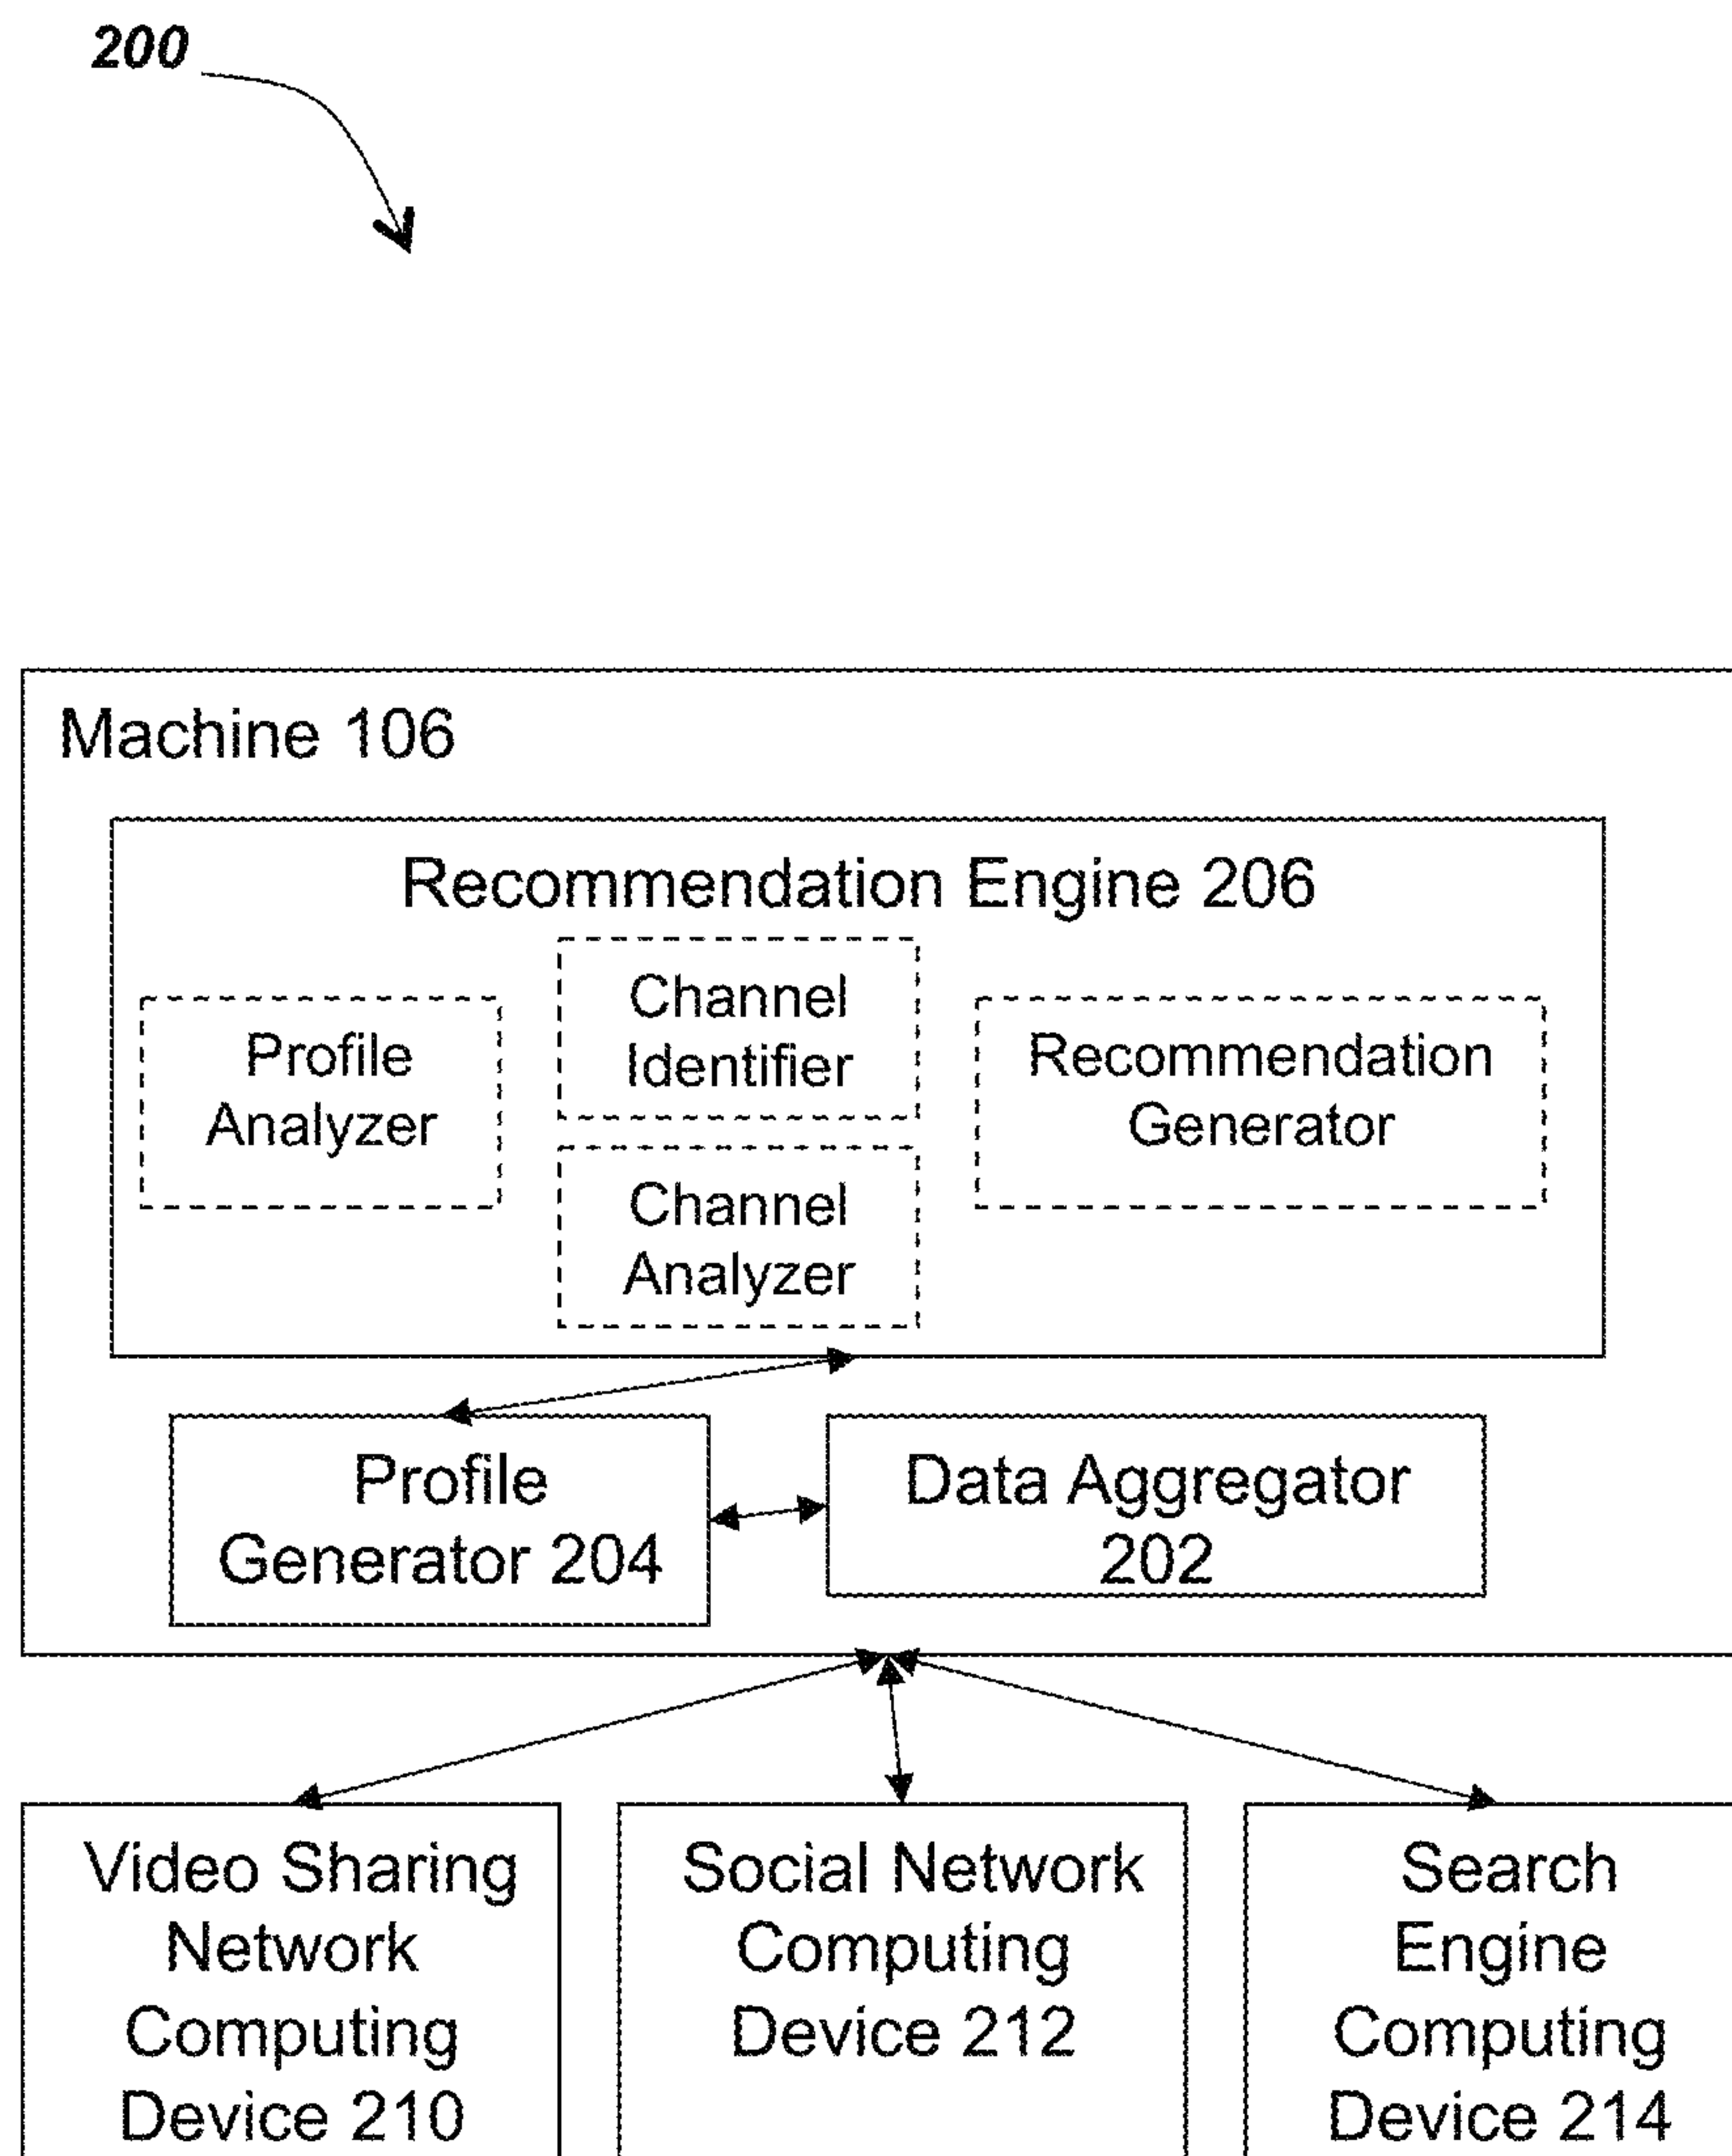 200
Machine 106
Recommendation Engine 206
Profile
Analyzer
Channel
Identifier
Channel
Analyzer
Recommendation
Generator
Profile
Generator 204
Data Aggregator
202
Video Sharing
Network
Computing
Device 210
Social Network
Computing
Device 212
Search
Engine
Computing
Device 214